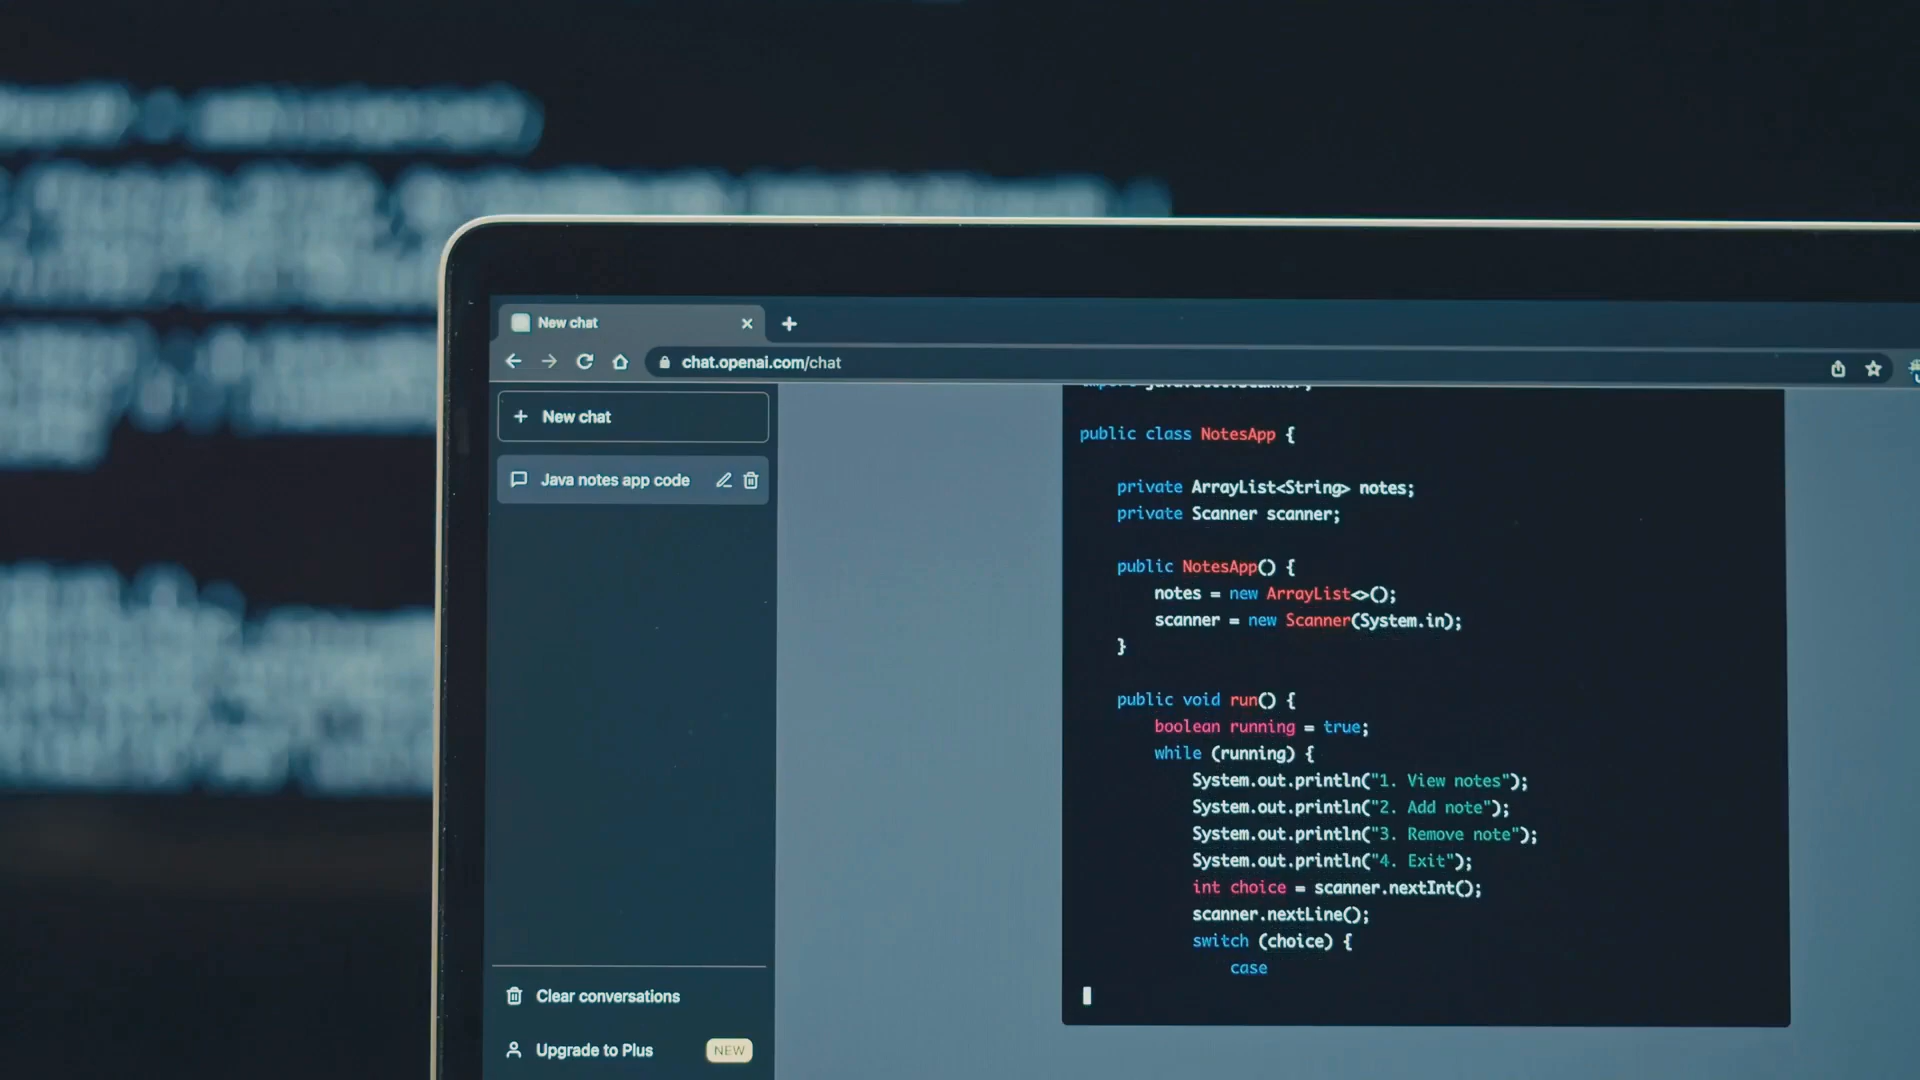 New chat
chat.openai.com/chat
New chat
Java notes app code
Clear conversations
Upgrade to Plus NEW
public class NotesApp {
private ArrayList<String> notes;
private Scanner scanner;
public NotesApp() {
notes = new ArrayList<>();
scanner = new Scanner(System.in);
}
public void run() {
boolean running = true;
while (running) {
System.out.println("1. View notes");
System.out.println("2. Add note");
System.out.println("3. Remove note");
System.out.println("4. Exit");
int choice = scanner.nextInt();
scanner.nextLine();
switch (choice) {
case